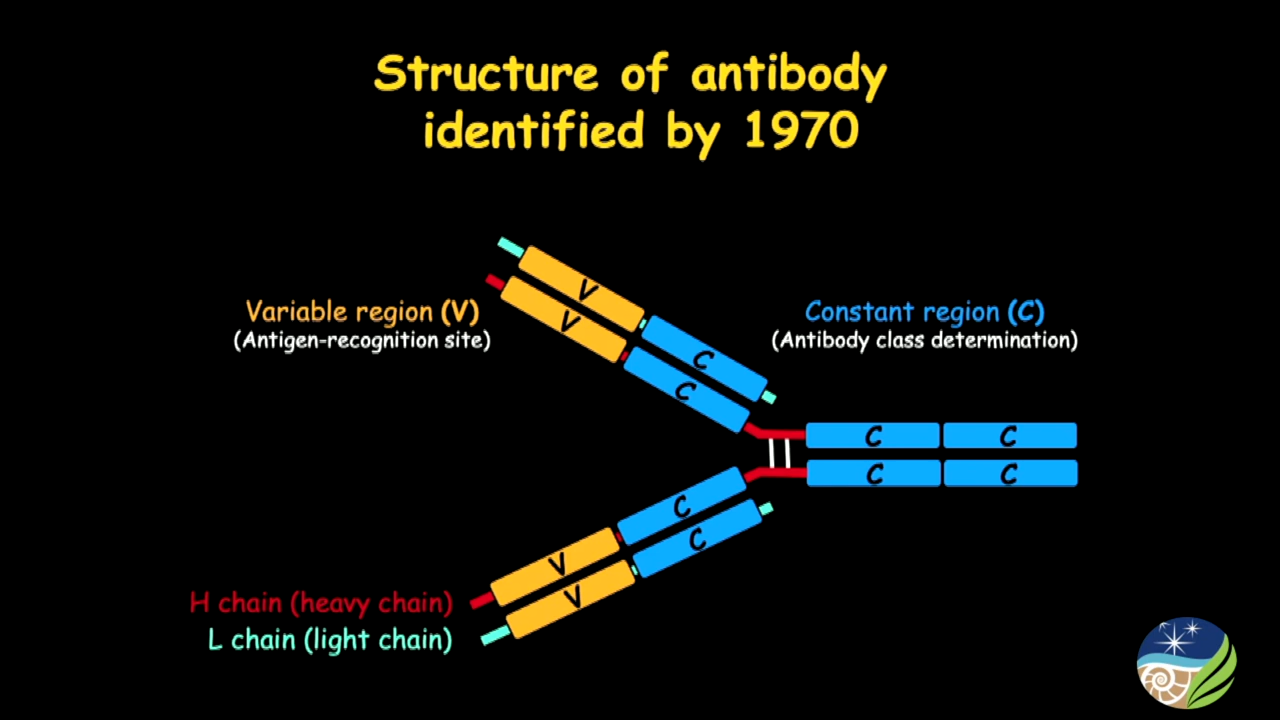 Structure of antibody
identified by 1970
Variable region (V)
(Antigen-recognition site)
Constant region (C)
(Antibody class determination)
V
V
C
C
C
C
C
C
C
C
V
V
H chain (heavy chain)
L chain (light chain)